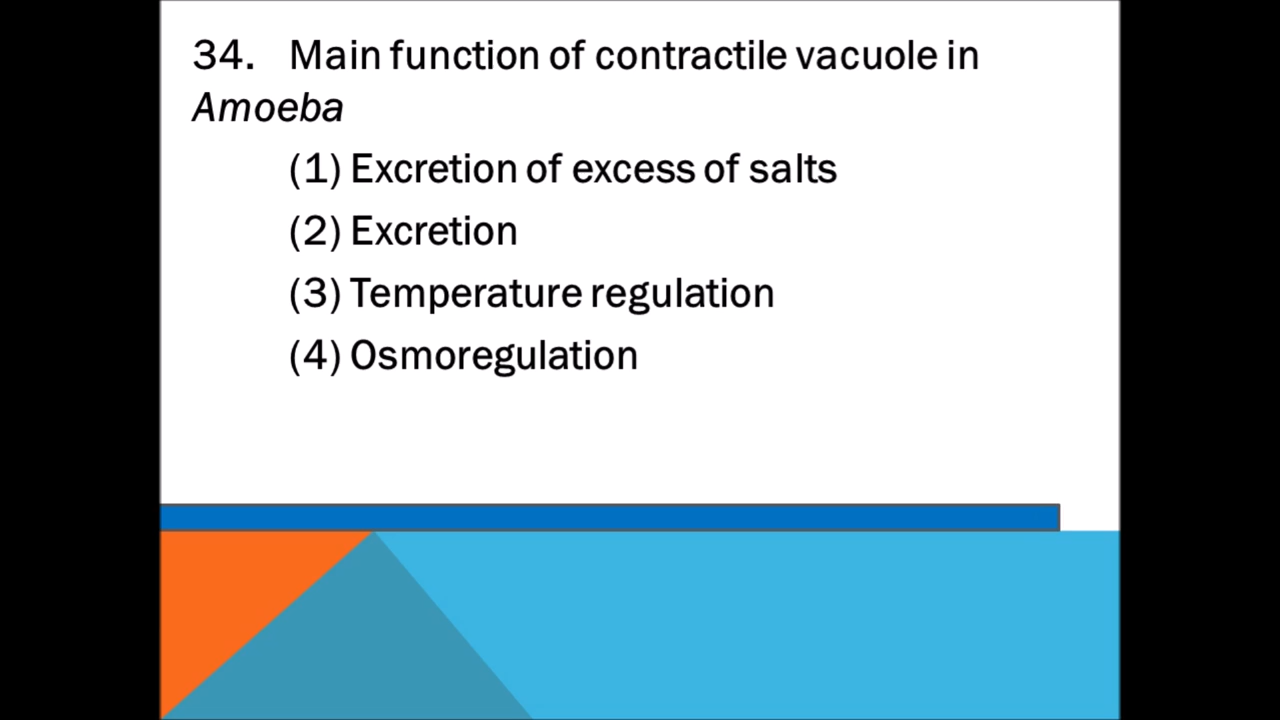 34. Main function of contractile vacuole in
Amoeba
(1) Excretion of excess of salts
(2) Excretion
(3) Temperature regulation
(4) Osmoregulation